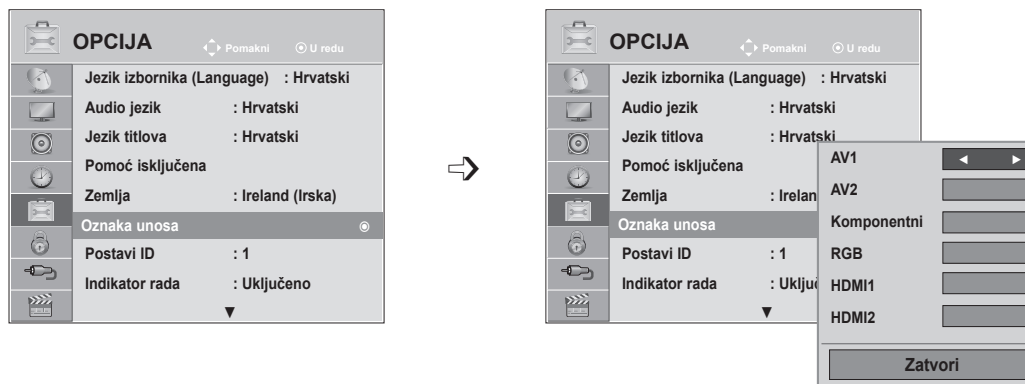 OPCIJA Pomakni U redu
Jezik izbornika (Language) : Hrvatski
Audio jezik : Hrvatski
Jezik titlova : Hrvatski
Pomoć isključena
Zemlja : Ireland (Irska)
Oznaka unosa
Postavi ID : 1
Indikator rada : Uključeno
OPCIJA Pomakni U redu
Jezik izbornika (Language) : Hrvatski
Audio jezik : Hrvatski
Jezik titlova : Hrvatski
Pomoć isključena
Zemlja : Irelan
Oznaka unosa
Postavi ID : 1
Indikator rada : Uključ
AV1
AV2
Komponentni
RGB
HDMI1
HDMI2
Zatvori